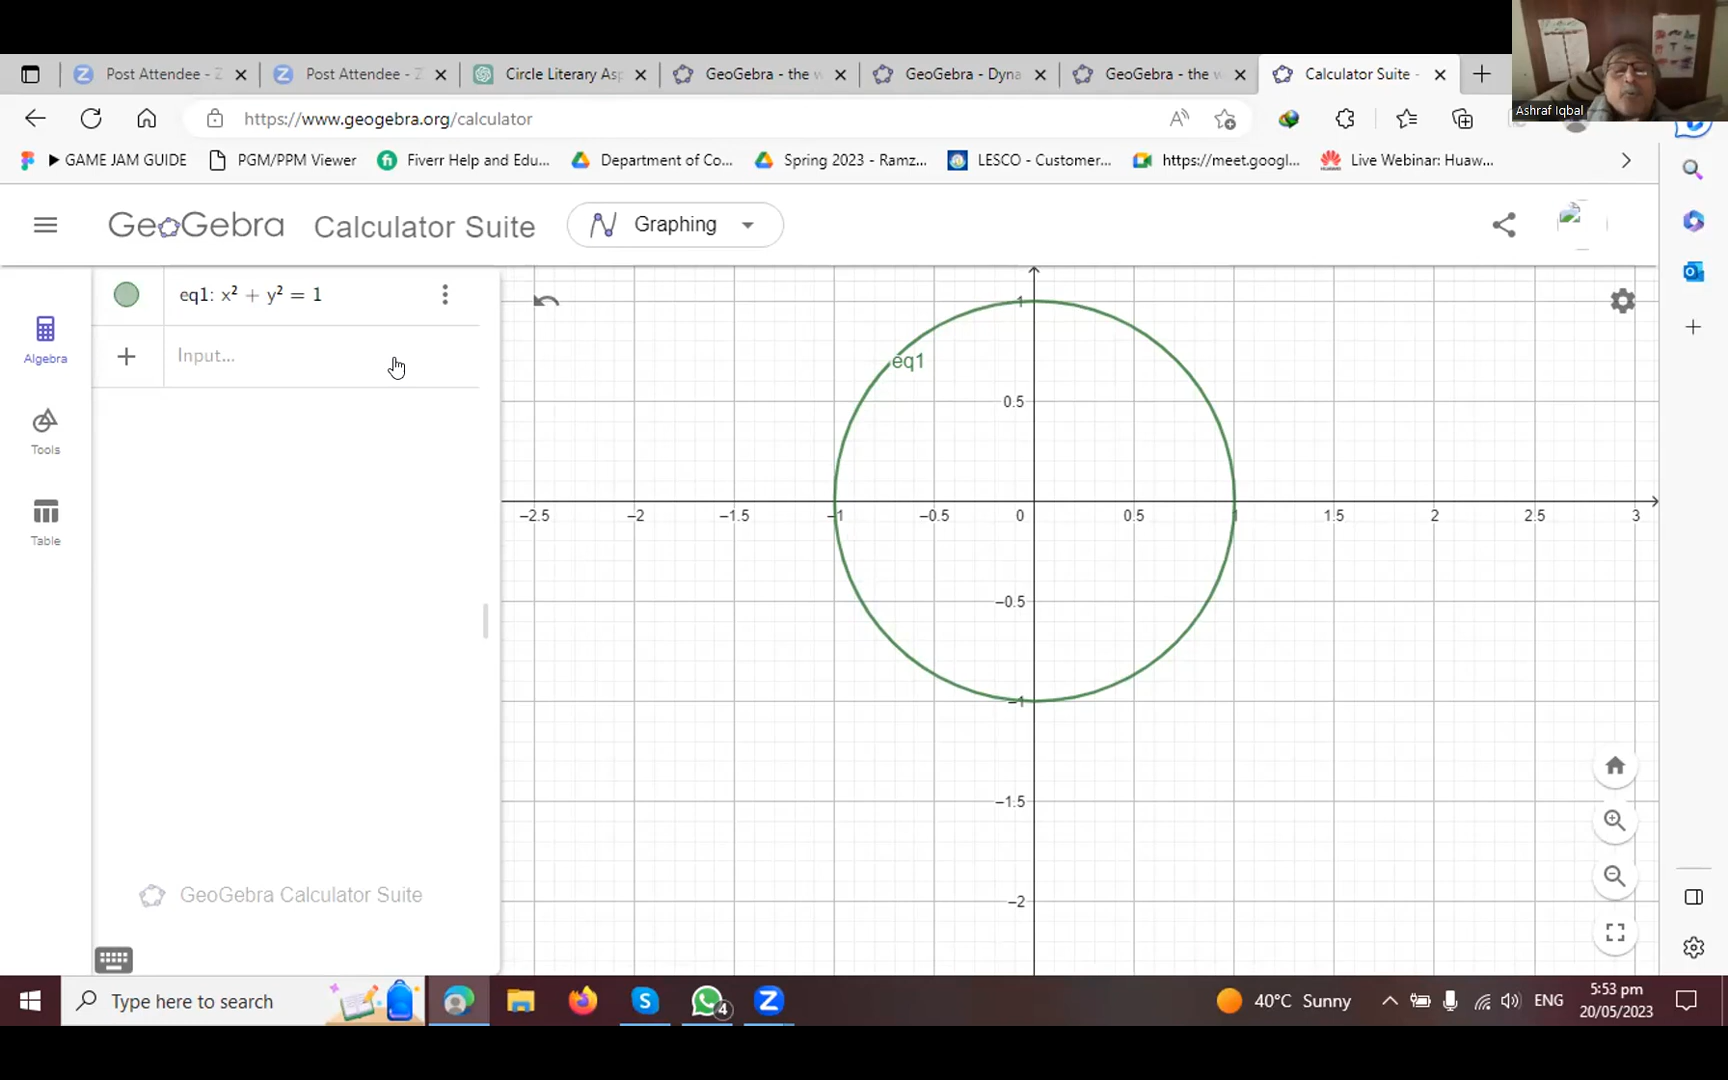 Post Attendee - Z
Post Attendee - Z
Circle Literary Asp
GeoGebra - the w
GeoGebra - Dyna
GeoGebra - the w
Calculator Suite -
Ashraf Iqbal
https://www.geogebra.org/calculator
GAME JAM GUIDE
PGM/PPM Viewer
Fiverr Help and Edu...
Department of Co...
Spring 2023 - Ramz...
LESCO - Customer...
https://meet.googl...
Live Webinar: Huaw...
GeoGebra
Calculator Suite
Graphing
eq1: x² + y² = 1
Input...
Algebra
Tools
Table
eq1
1
0.5
−2.5 −2 −1.5 −1 −0.5 0 0.5 1 1.5 2 2.5 3
−0.5
−1
−1.5
−2
GeoGebra Calculator Suite
Type here to search
4
40°C Sunny
ENG
5:53 pm
20/05/2023